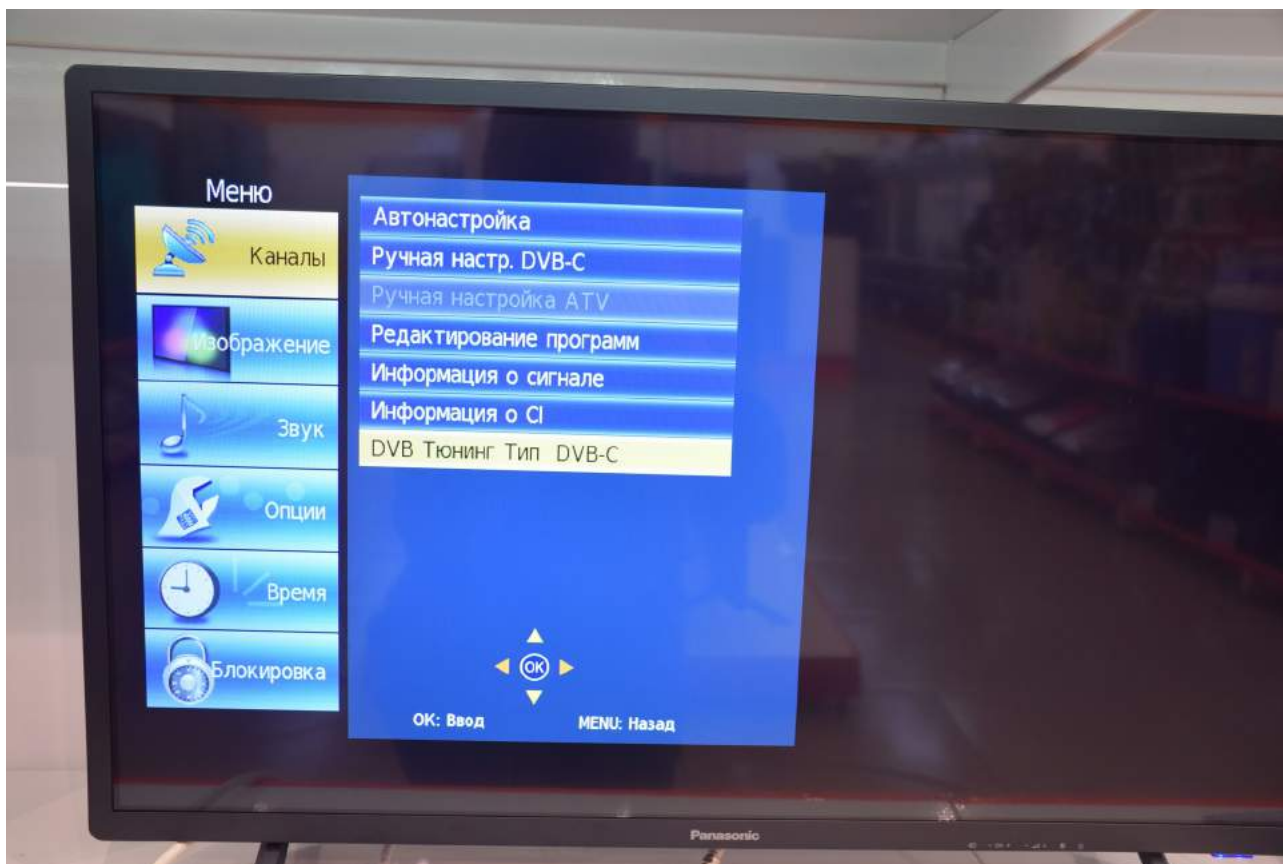 Меню
Каналы
Изображение
Звук
Опции
Время
Блокировка
Автонастройка
Ручная настр. DVB-C
Ручная настройка ATV
Редактирование программ
Информация о сигнале
Информация о CI
DVB Тюнинг Тип DVB-C
OK
OK: Ввод MENU: Назад
Panasonic